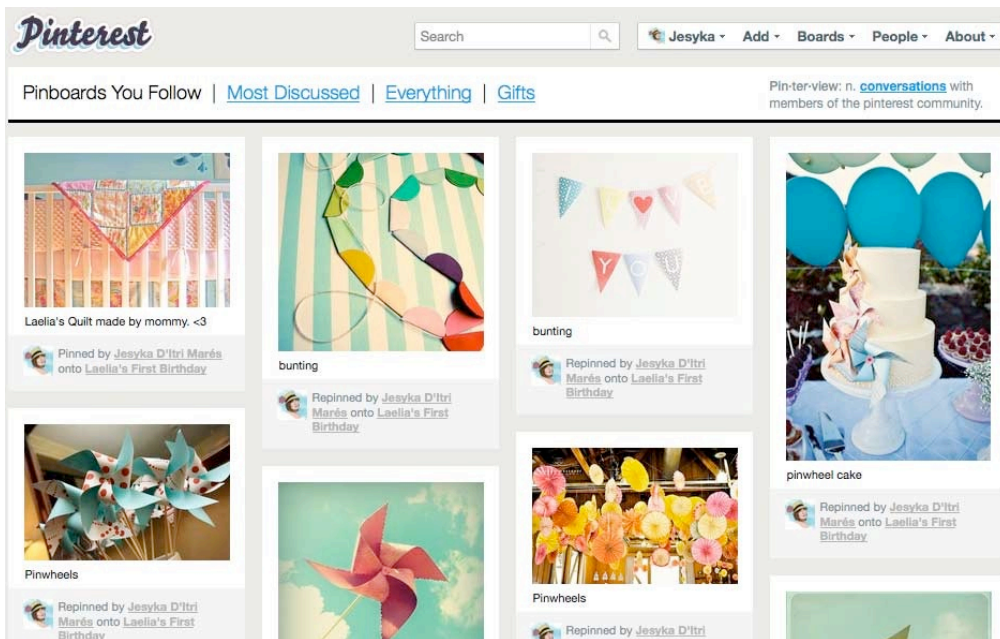 Pinterest
Search
Jesyka Add Boards People About
Pinboards You Follow | Most Discussed | Everything | Gifts
Pin·ter·view: n. conversations with
members of the pinterest community.
Laelia's Quilt made by mommy. <3
Pinned by Jesyka D'Itri Marés
onto Laelia's First Birthday
Pinwheels
Repinned by Jesyka D'Itri
Marés onto Laelia's First
Birthday
bunting
Repinned by Jesyka D'Itri
Marés onto Laelia's First
Birthday
I ♥
YOU
bunting
Repinned by Jesyka D'Itri
Marés onto Laelia's First
Birthday
Pinwheels
Repinned by Jesyka D'Itri
pinwheel cake
Repinned by Jesyka D'Itri
Marés onto Laelia's First
Birthday